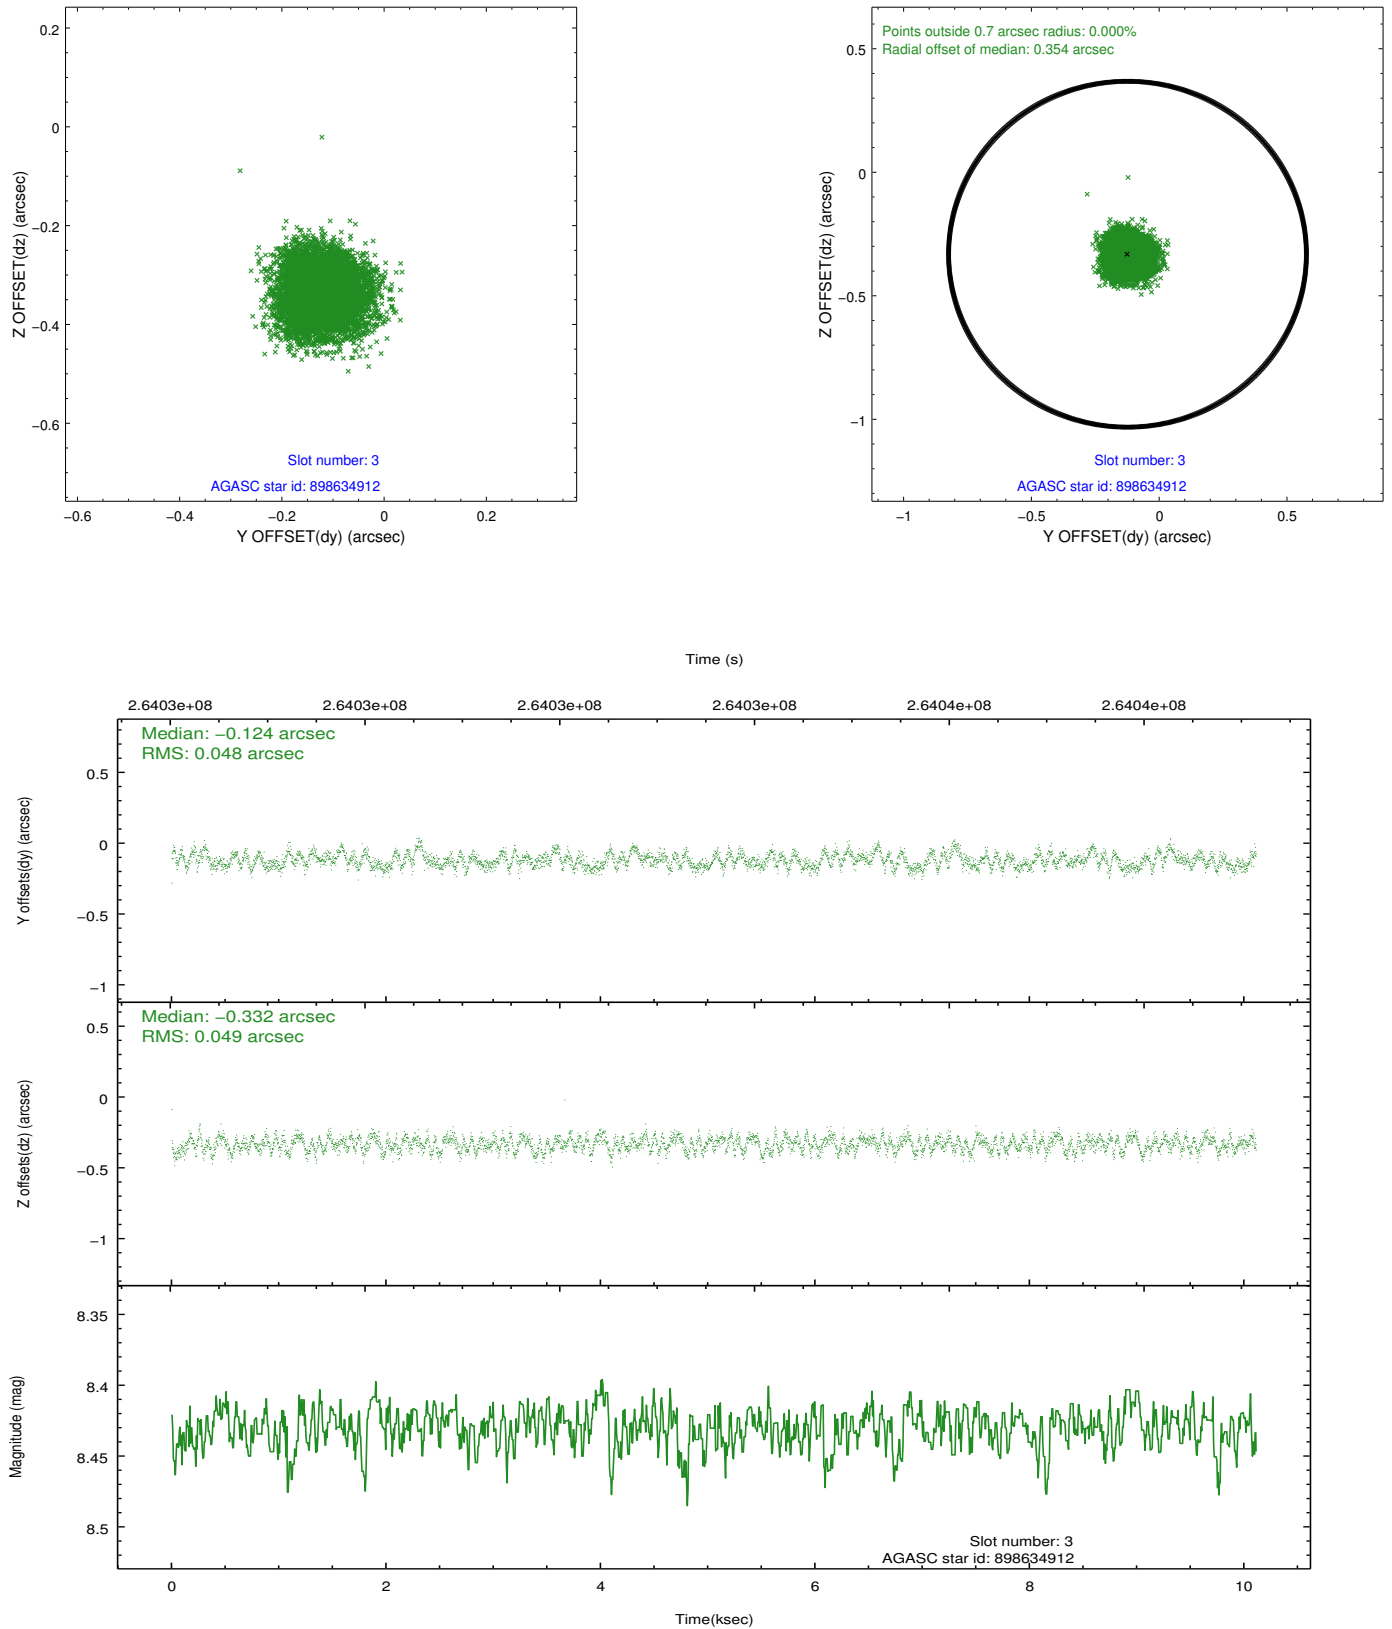 0.2
0
−0.2
−0.4
−0.6
Z OFFSET(dz) (arcsec)
Slot number: 3
AGASC star id: 898634912
−0.6 −0.4 −0.2 0 0.2
Y OFFSET(dy) (arcsec)
Points outside 0.7 arcsec radius: 0.000%
Radial offset of median: 0.354 arcsec
0.5
0
−0.5
−1
Z OFFSET(dz) (arcsec)
Slot number: 3
AGASC star id: 898634912
−1 −0.5 0 0.5
Y OFFSET(dy) (arcsec)
Time (s)
2.6403e+08 2.6403e+08 2.6403e+08 2.6403e+08 2.6404e+08 2.6404e+08
Median: −0.124 arcsec
RMS: 0.048 arcsec
0.5
0
−0.5
−1
Y offsets(dy) (arcsec)
Median: −0.332 arcsec
RMS: 0.049 arcsec
0.5
0
−0.5
−1
Z offsets(dz) (arcsec)
8.35
8.4
8.45
8.5
Magnitude (mag)
Slot number: 3
AGASC star id: 898634912
0 2 4 6 8 10
Time(ksec)